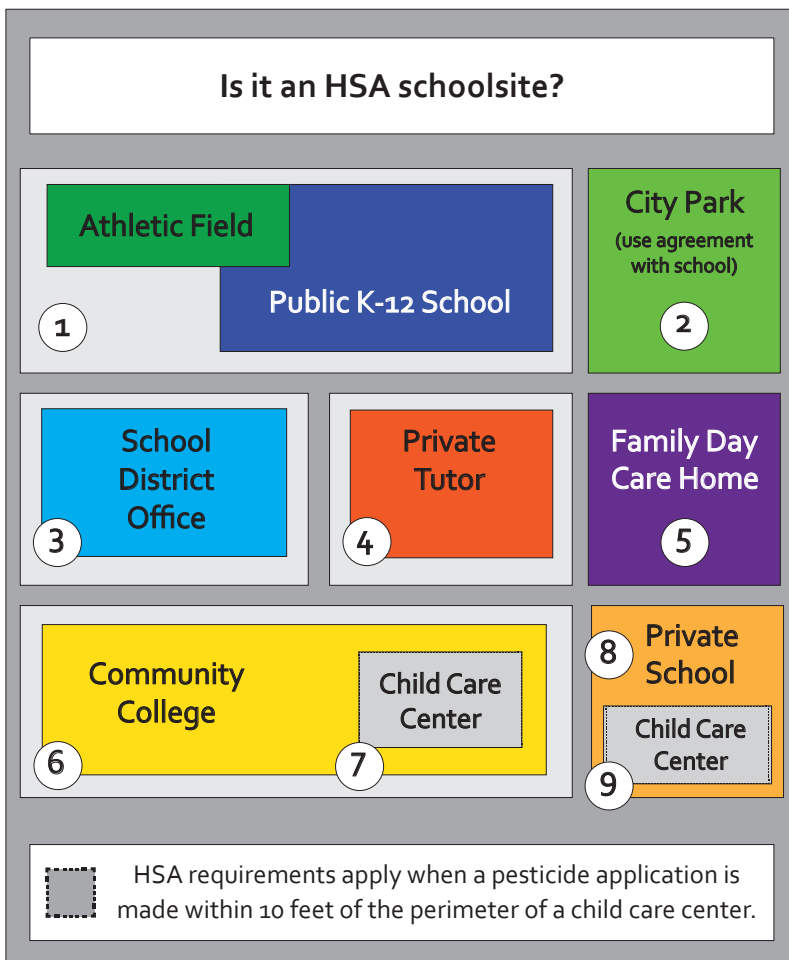 Is it an HSA schoolsite?
Athletic Field
Public K-12 School
1
City Park
(use agreement
with school)
2
School
District
Office
3
Private
Tutor
4
Family Day
Care Home
5
Community
College
6
Child Care
Center
7
8
Private
School
Child Care
Center
9
HSA requirements apply when a pesticide application is
made within 10 feet of the perimeter of a child care center.